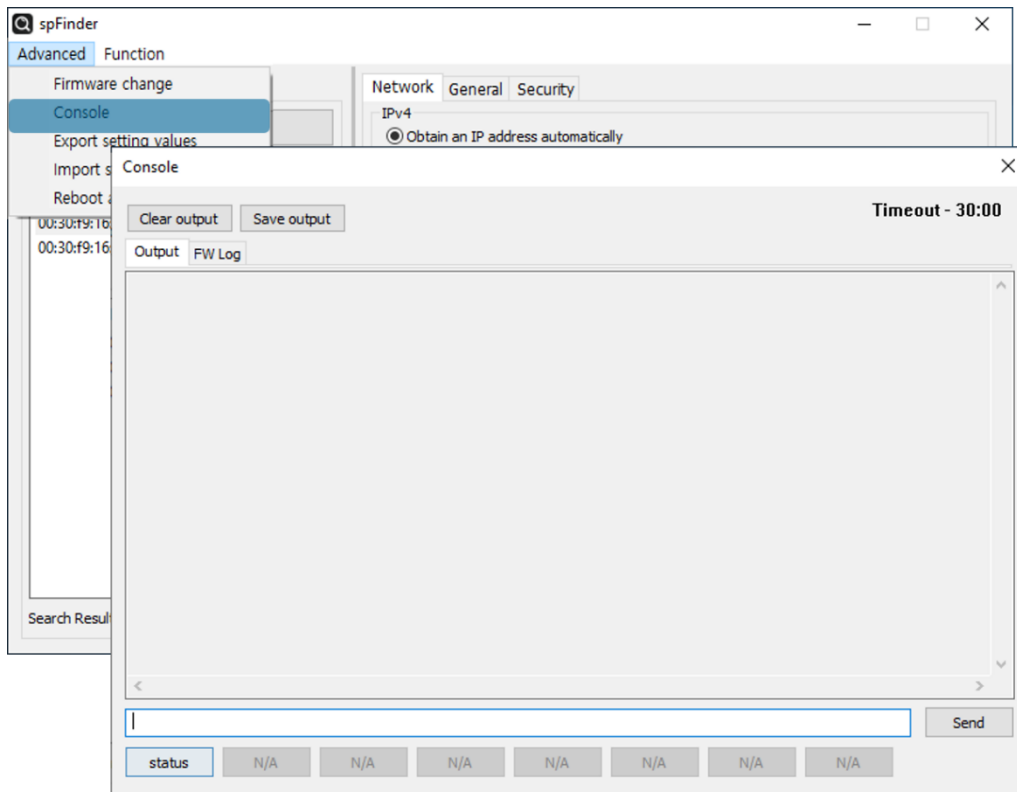 spFinder
Advanced Function
Firmware change
Console
Export setting values
Import s
Reboot a
Network General Security
IPv4
Obtain an IP address automatically
00:30:f9:16
00:30:f9:16
Search Resul
Console
Clear output Save output
Timeout - 30:00
Output FW Log
Send
status N/A N/A N/A N/A N/A N/A N/A